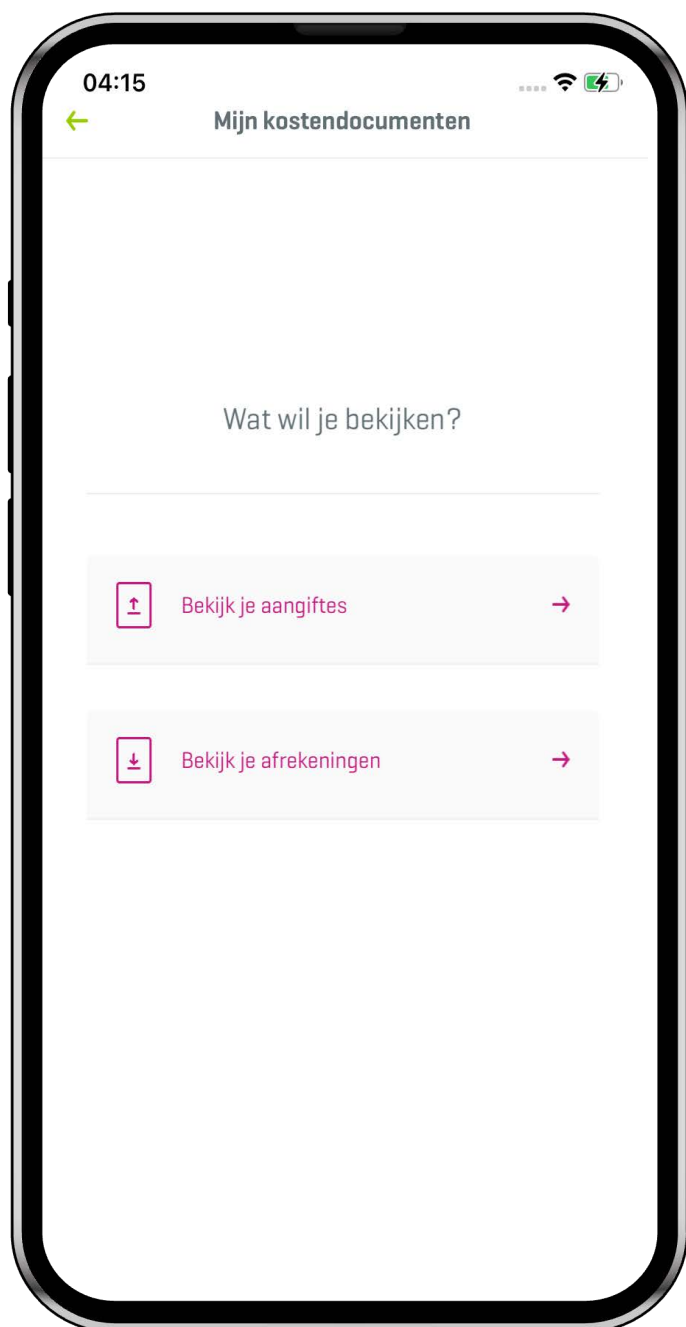 04:15
Mijn kostendocumenten
Wat wil je bekijken?
Bekijk je aangiftes
Bekijk je afrekeningen